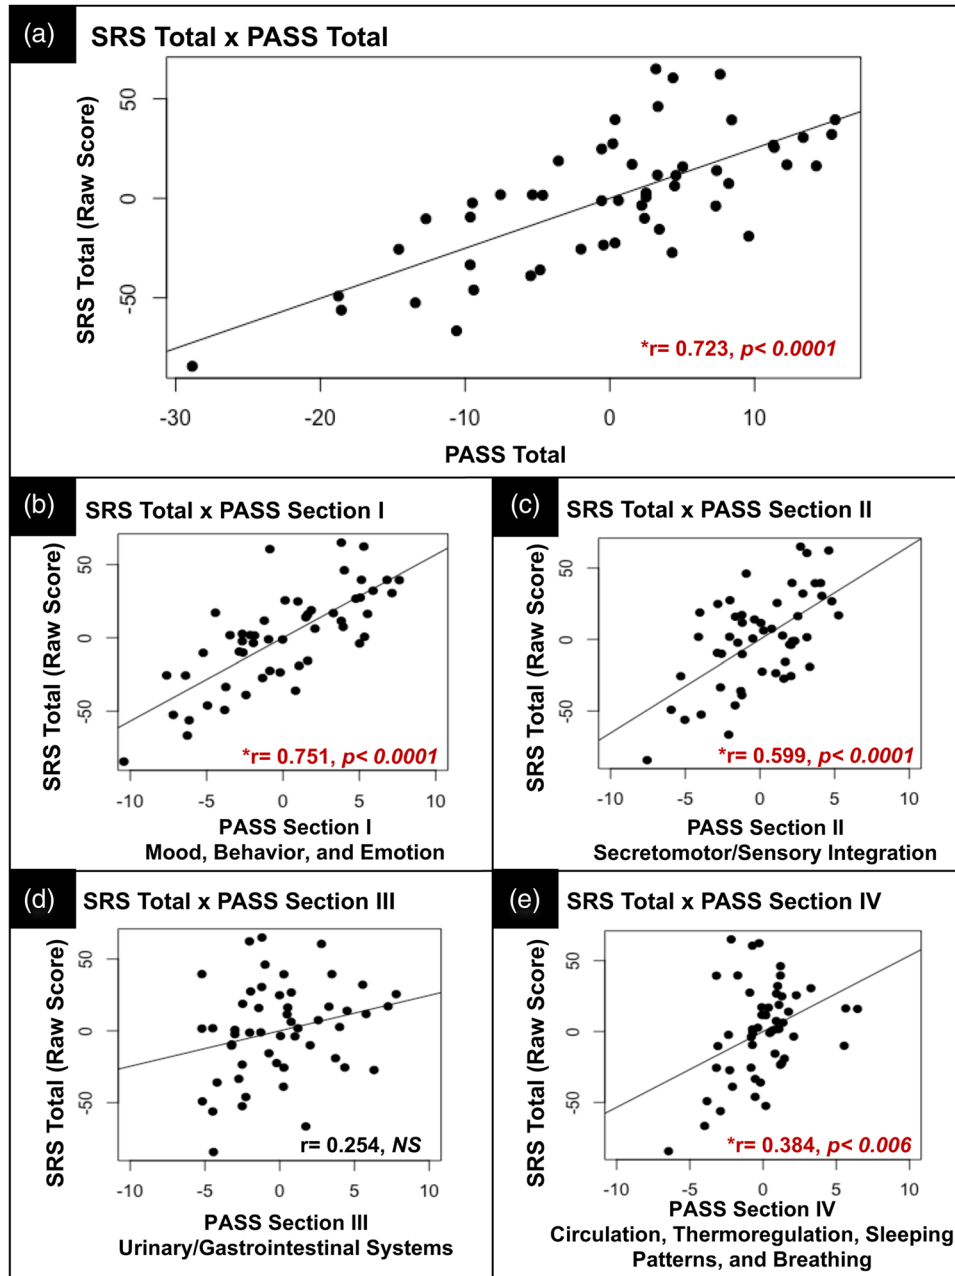 (a)
SRS Total x PASS Total
SRS Total (Raw Score)
50
0
-50
*r= 0.723, p< 0.0001
-30
-20
-10
0
10
PASS Total
(b)
SRS Total x PASS Section I
SRS Total (Raw Score)
50
0
-50
*r= 0.751, p< 0.0001
-10
-5
0
5
10
PASS Section I
Mood, Behavior, and Emotion
(c)
SRS Total x PASS Section II
SRS Total (Raw Score)
50
0
-50
*r= 0.599, p< 0.0001
-10
-5
0
5
10
PASS Section II
Secretomotor/Sensory Integration
(d)
SRS Total x PASS Section III
SRS Total (Raw Score)
50
0
-50
r= 0.254, NS
-10
-5
0
5
10
PASS Section III
Urinary/Gastrointestinal Systems
(e)
SRS Total x PASS Section IV
SRS Total (Raw Score)
50
0
-50
*r= 0.384, p< 0.006
-10
-5
0
5
10
PASS Section IV
Circulation, Thermoregulation, Sleeping
Patterns, and Breathing